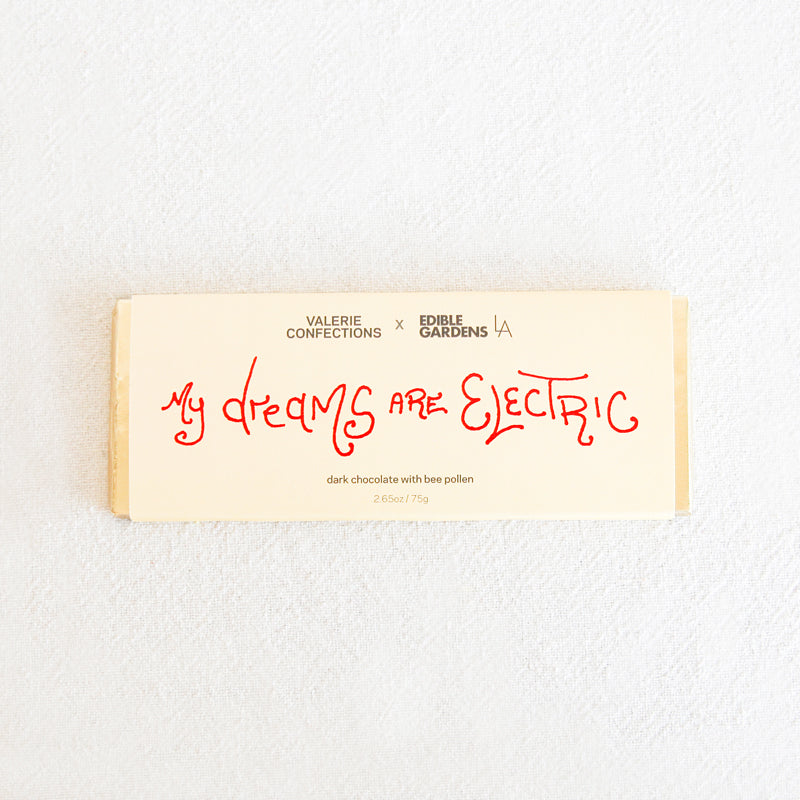 VALERIE CONFECTIONS x EDIBLE GARDENS LA
My dreams ARE ELECTRIC
dark chocolate with bee pollen
2.65oz / 75g